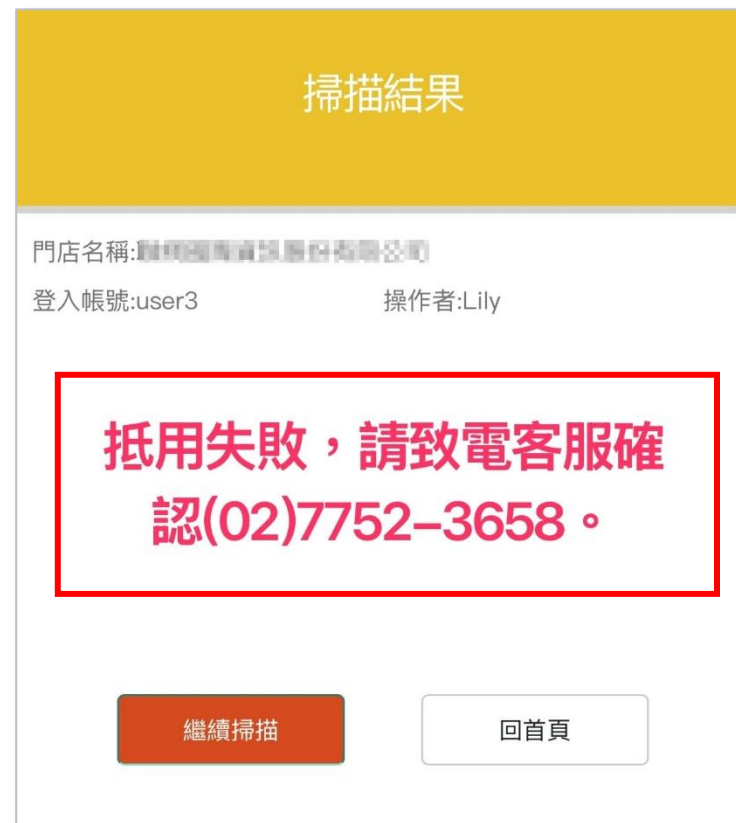 掃描結果
門店名稱:
登入帳號:user3 操作者:Lily
抵用失敗，請致電客服確
認(02)7752–3658。
繼續掃描 回首頁